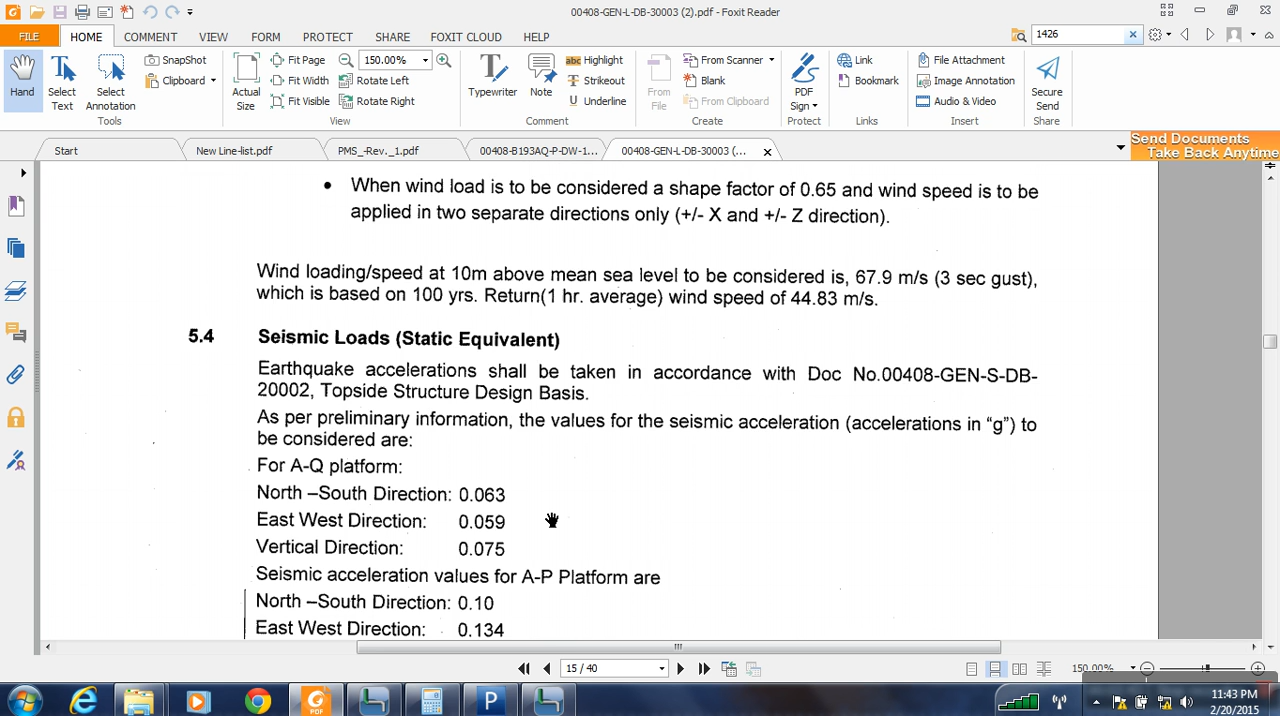 00408-GEN-L-DB-30003 (2).pdf - Foxit Reader
FILE HOME COMMENT VIEW FORM PROTECT SHARE FOXIT CLOUD HELP
1426
Hand
Select Text
Select Annotation
SnapShot
Clipboard
Tools
Actual Size
Fit Page
Fit Width
Fit Visible
150.00%
Rotate Left
Rotate Right
View
Typewriter
Note
Highlight
Strikeout
Underline
Comment
From File
From Scanner
Blank
From Clipboard
Create
PDF Sign
Protect
Link
Bookmark
Links
File Attachment
Image Annotation
Audio & Video
Insert
Secure Send
Share
Start
New Line-list.pdf
PMS_-Rev._1.pdf
00408B1193AQ-P-DW-1...
00408-GEN-L-DB-30003 (...
Send Documents
Take Back Anytime
• When wind load is to be considered a shape factor of 0.65 and wind speed is to be
applied in two separate directions only (+/- X and +/- Z direction).
Wind loading/speed at 10m above mean sea level to be considered is, 67.9 m/s (3 sec gust),
which is based on 100 yrs. Return(1 hr. average) wind speed of 44.83 m/s.
5.4 Seismic Loads (Static Equivalent)
Earthquake accelerations shall be taken in accordance with Doc No.00408-GEN-S-DB-
20002, Topside Structure Design Basis.
As per preliminary information, the values for the seismic acceleration (accelerations in “g”) to
be considered are:
For A-Q platform:
North –South Direction: 0.063
East West Direction: 0.059
Vertical Direction: 0.075
Seismic acceleration values for A-P Platform are
North –South Direction: 0.10
East West Direction: 0.134
15 / 40
150.00%
11:43 PM
2/20/2015